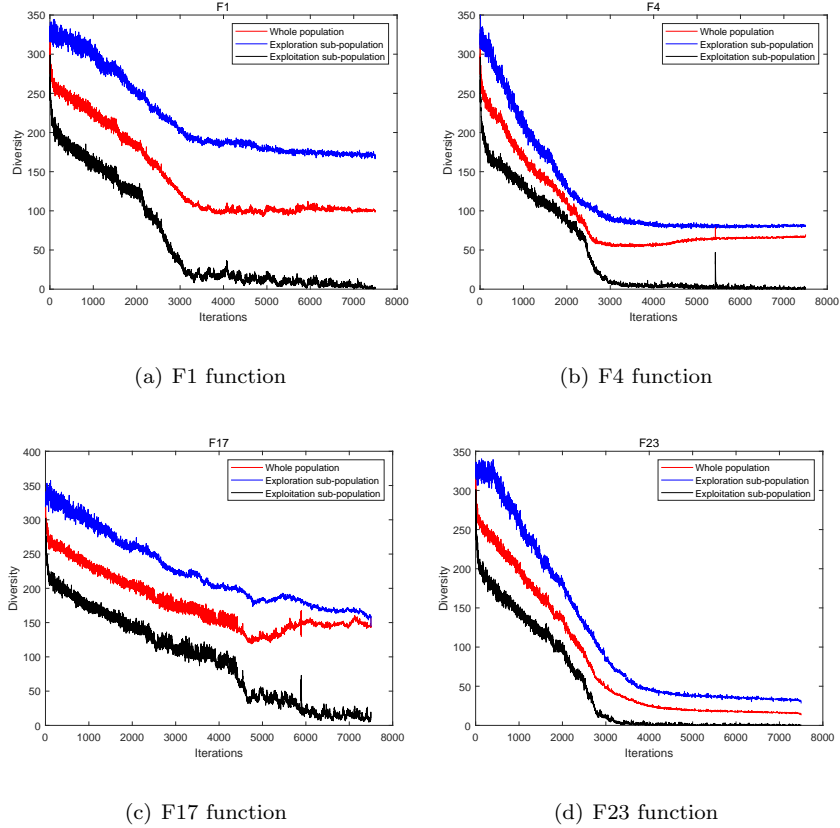 F1
350
300
250
200
150
100
50
0
Diversity
Whole population
Exploration sub-population
Exploitation sub-population
0 1000 2000 3000 4000 5000 6000 7000 8000
Iterations
(a) F1 function
F4
350
300
250
200
150
100
50
0
Diversity
Whole population
Exploration sub-population
Exploitation sub-population
0 1000 2000 3000 4000 5000 6000 7000 8000
Iterations
(b) F4 function
F17
400
350
300
250
200
150
100
50
0
Diversity
Whole population
Exploration sub-population
Exploitation sub-population
0 1000 2000 3000 4000 5000 6000 7000 8000
Iterations
(c) F17 function
F23
350
300
250
200
150
100
50
0
Diversity
Whole population
Exploration sub-population
Exploitation sub-population
0 1000 2000 3000 4000 5000 6000 7000 8000
Iterations
(d) F23 function